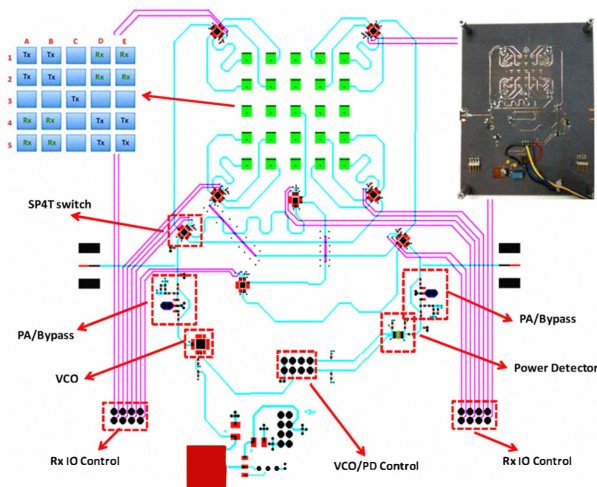 A B C D E
1 Tx Tx Rx Rx
2 Tx Tx Rx Rx
3 Tx
4 Rx Rx Tx Tx
5 Rx Rx Tx Tx
SP4T switch
PA/Bypass
PA/Bypass
VCO
Power Detector
Rx IO Control
VCO/PD Control
Rx IO Control